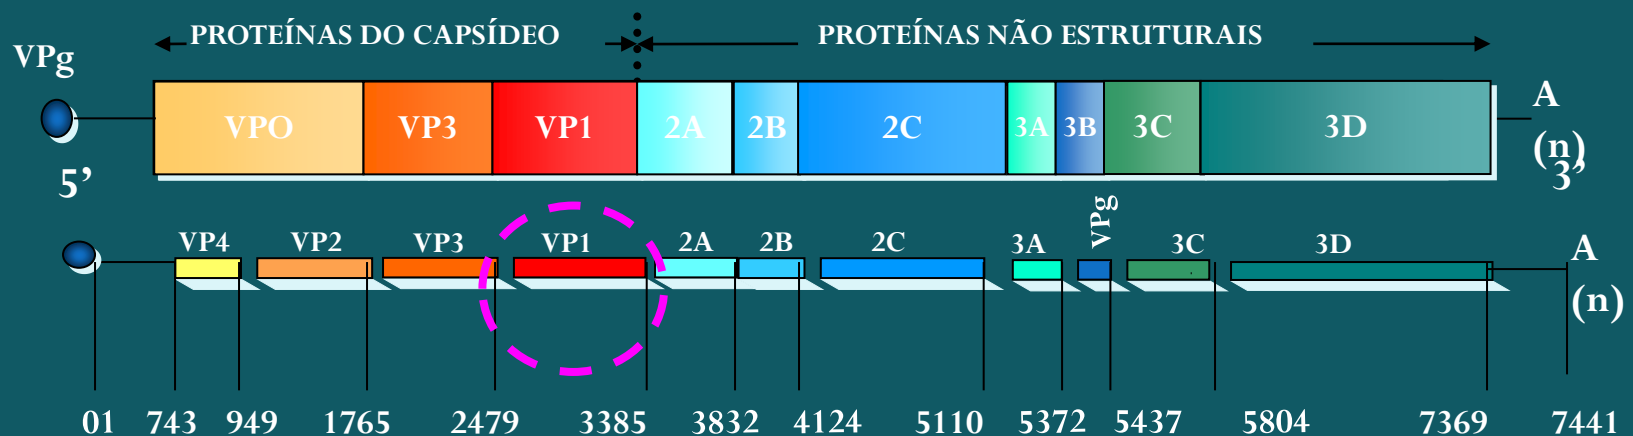 PROTEÍNAS DO CAPSÍDEO PROTEÍNAS NÃO ESTRUTURAIS
VPg
VPO VP3 VP1 2A 2B 2C 3A 3B 3C 3D
A
(n)
5’ 3’
VP4 VP2 VP3 VP1 2A 2B 2C 3A VPg 3C 3D
A
(n)
01 743 949 1765 2479 3385 3832 4124 5110 5372 5437 5804 7369 7441